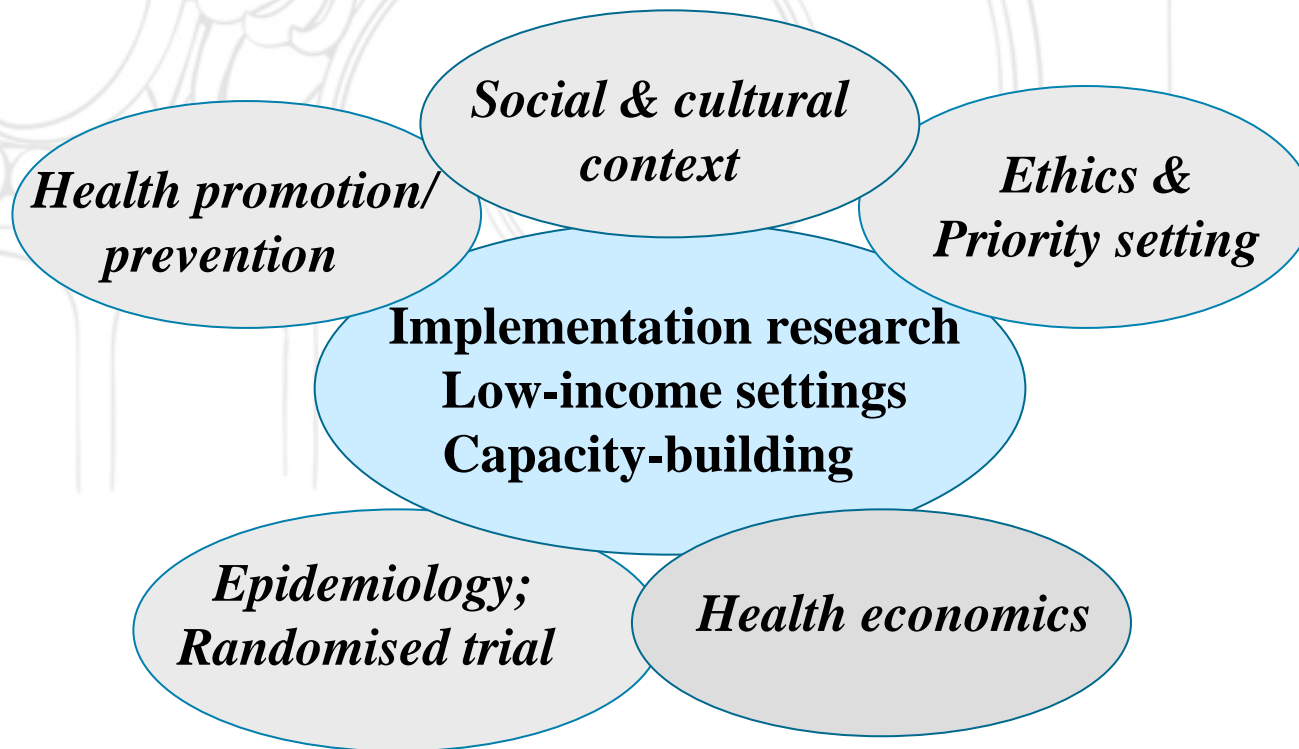 Social & cultural
context
Health promotion/
prevention
Ethics &
Priority setting
Implementation research
Low-income settings
Capacity-building
Epidemiology;
Randomised trial
Health economics